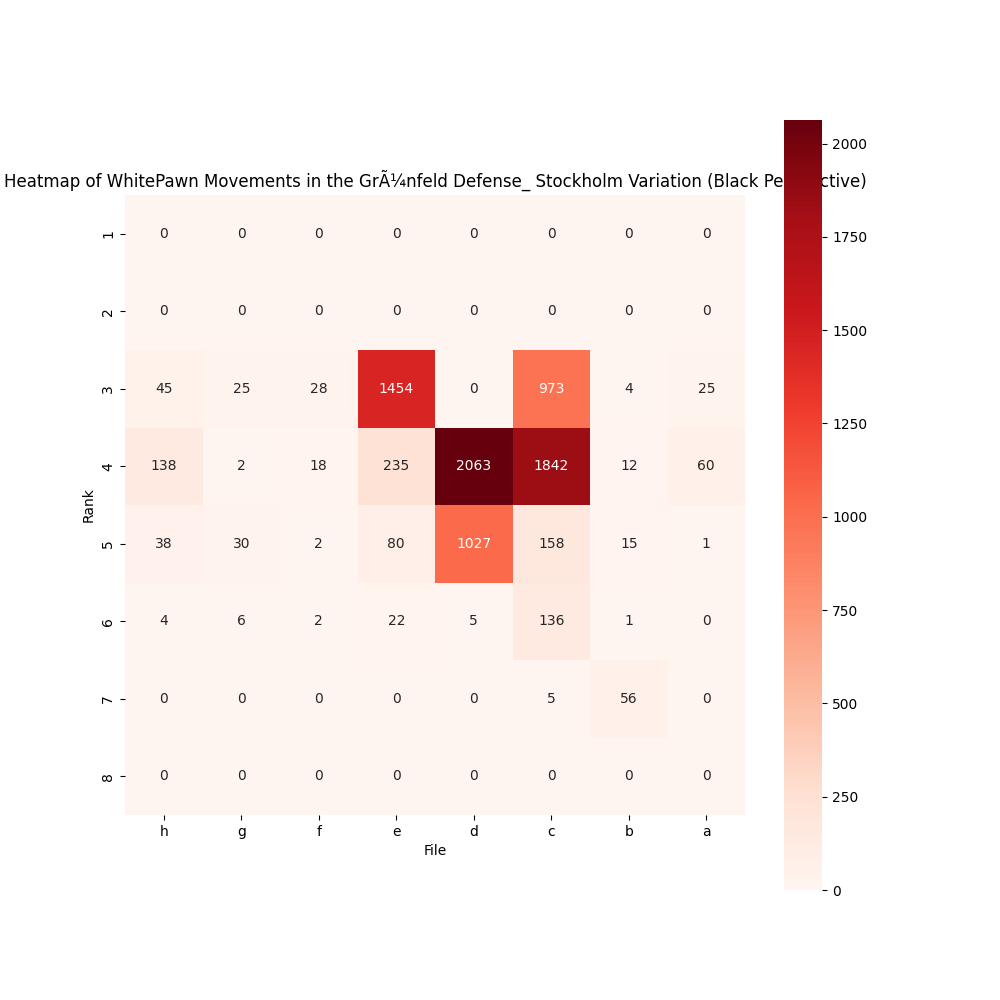 Heatmap of WhitePawn Movements in the GrÃ¼nfeld Defense_ Stockholm Variation (Black Pe ctive)
1 0 0 0 0 0 0 0 0
2 0 0 0 0 0 0 0 0
3 45 25 28 1454 0 973 4 25
4 138 2 18 235 2063 1842 12 60
5 38 30 2 80 1027 158 15 1
6 4 6 2 22 5 136 1 0
7 0 0 0 0 0 5 56 0
8 0 0 0 0 0 0 0 0
h g f e d c b a
File
Rank
2000
1750
1500
1250
1000
750
500
250
0